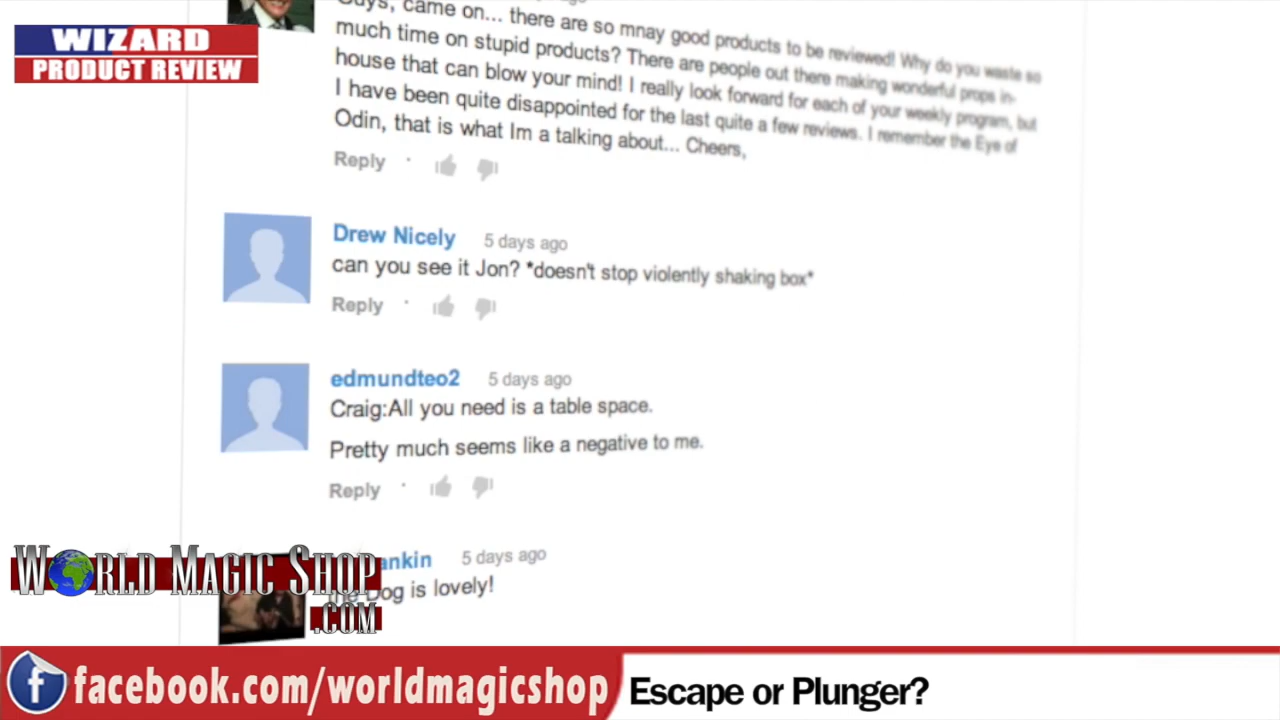 WIZARD
PRODUCT REVIEW
Guys, came on... there are so mnay good products to be reviewed! Why do you waste so
much time on stupid products? There are people out there making wonderful props in-
house that can blow your mind! I really look forward for each of your weekly program, but
I have been quite disappointed for the last quite a few reviews. I remember the Eye of
Odin, that is what Im a talking about... Cheers,
Reply
Drew Nicely 5 days ago
can you see it Jon? *doesn't stop violently shaking box*
Reply
edmundteo2 5 days ago
Craig:All you need is a table space.
Pretty much seems like a negative to me.
Reply
ankin 5 days ago
the Dog is lovely!
WORLD MAGIC SHOP
.COM
f facebook.com/worldmagicshop
Escape or Plunger?